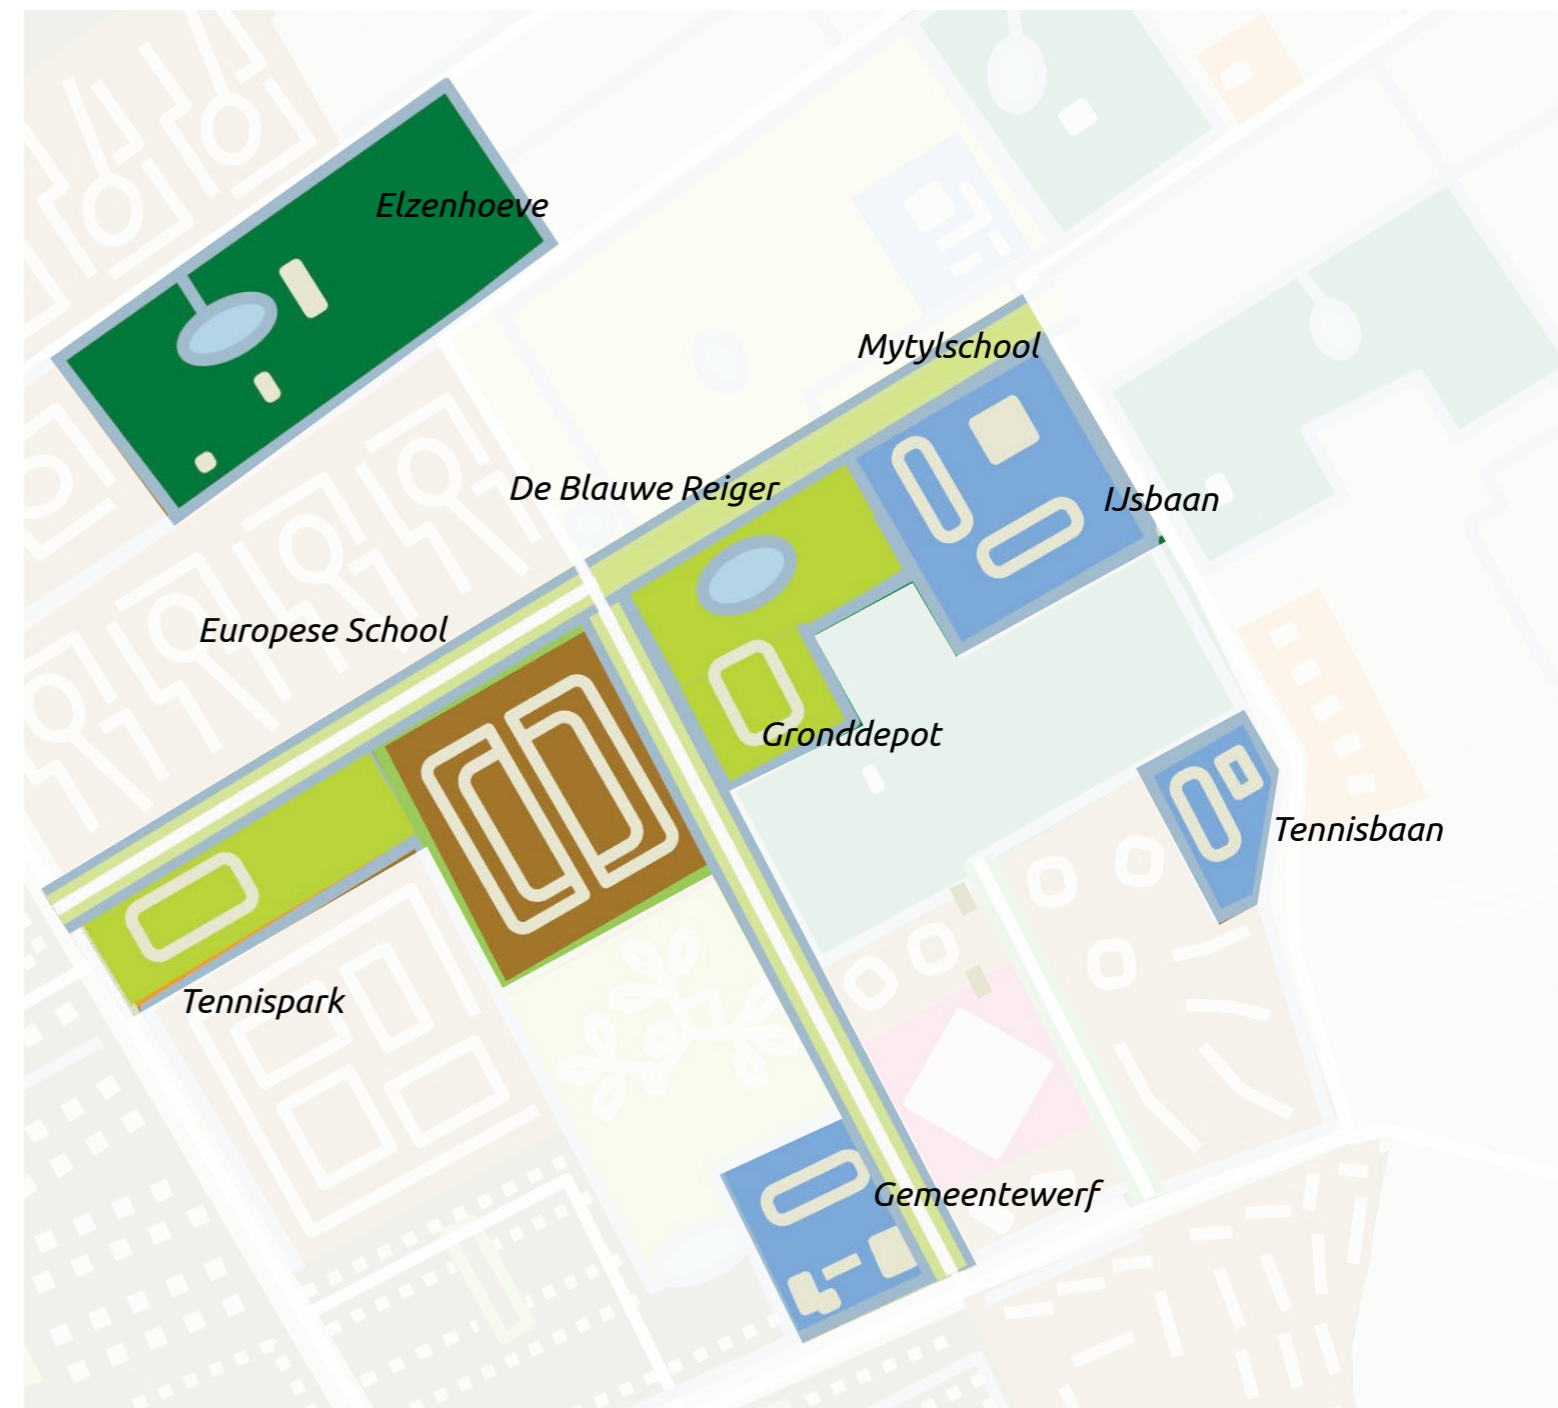 Elzenhoeve
Mytylschool
De Blauwe Reiger
IJsbaan
Europese School
Gronddepot
Tennisbaan
Tennispark
Gemeentewerf